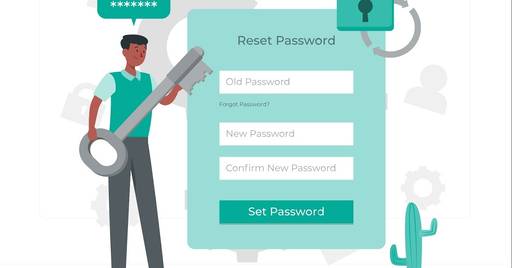 *******
Reset Password
Old Password
Forgot Password?
New Password
Confirm New Password
Set Password